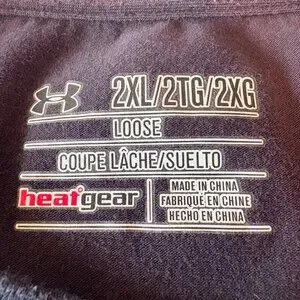 2XL/2TG/2XG
LOOSE
COUPE LÂCHE/SUELTO
heatgear
MADE IN CHINA
FABRIQUÉ EN CHINE
HECHO EN CHINA